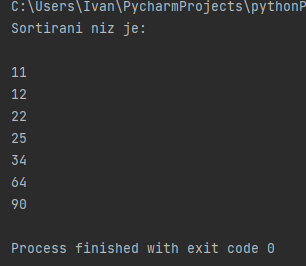 C:\Users\Ivan\PycharmProjects\pythonP
Sortirani niz je:
11
12
22
25
34
64
90
Process finished with exit code 0